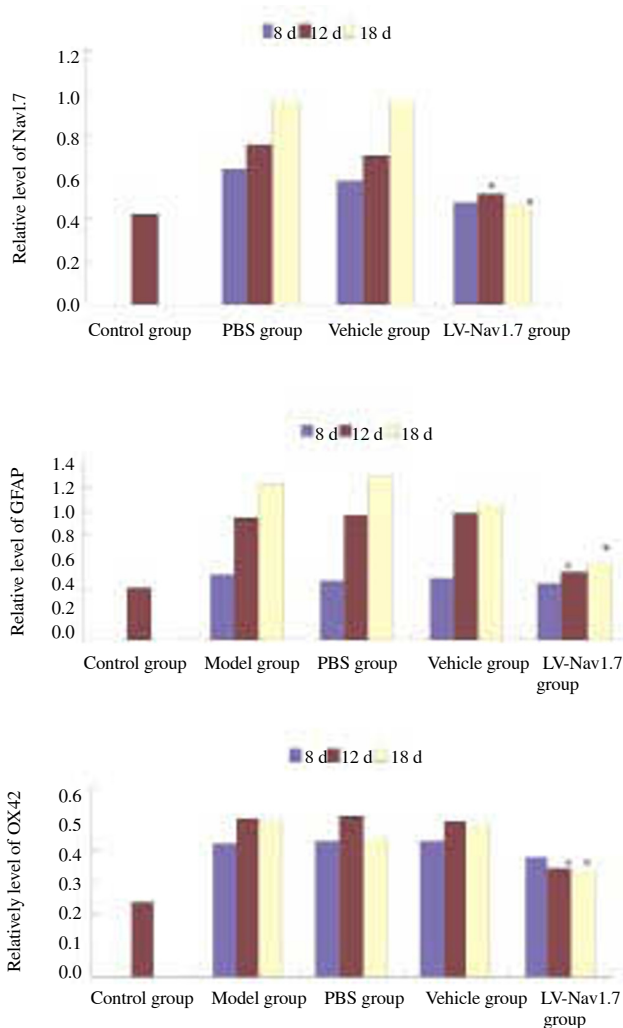 8 d 12 d 18 d
Relative level of Nav1.7
1.2
1.0
0.8
0.6
0.4
0.2
0.0
Control group PBS group Vehicle group LV-Nav1.7 group
* *
8 d 12 d 18 d
Relative level of GFAP
1.4
1.2
1.0
0.8
0.6
0.4
0.2
0.0
Control group Model group PBS group Vehicle group LV-Nav1.7
group
* *
8 d 12 d 18 d
Relatively level of OX42
0.6
0.5
0.4
0.3
0.2
0.1
0.0
Control group Model group PBS group Vehicle group LV-Nav1.7
group
* *